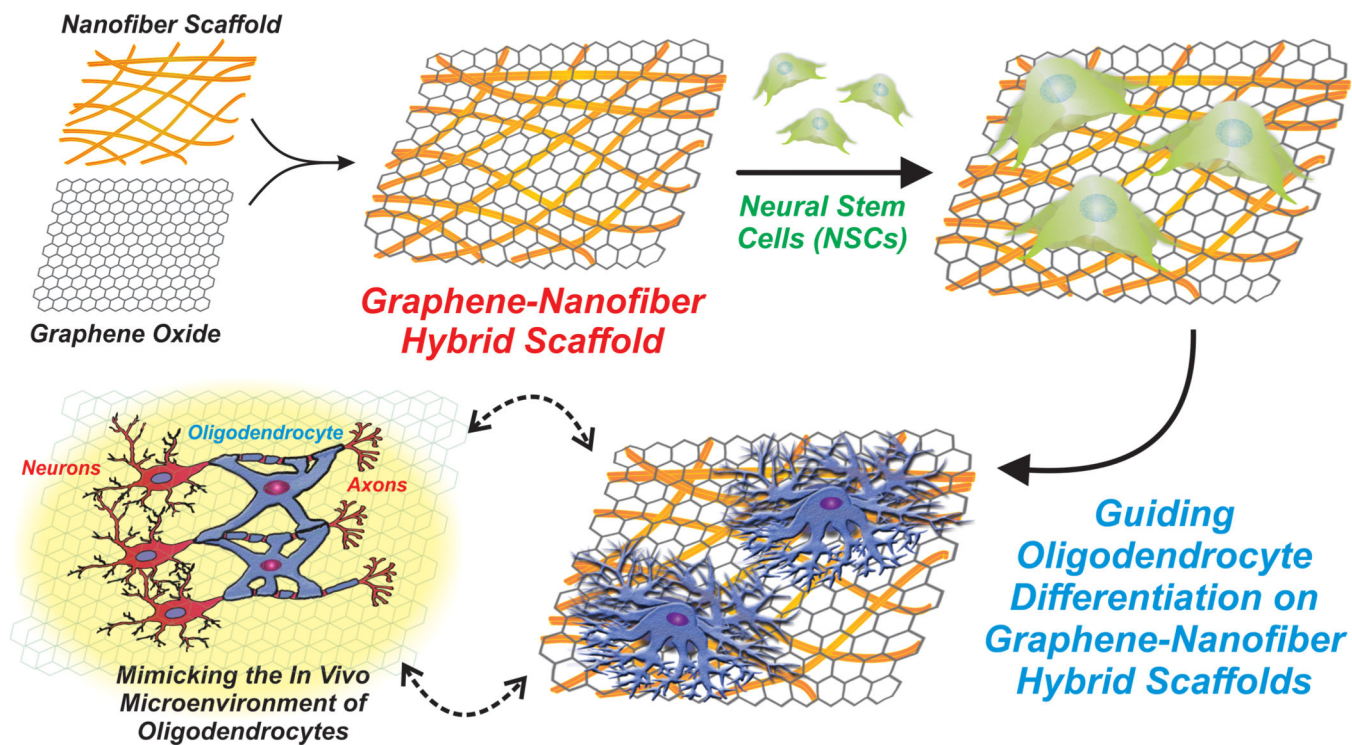 Nanofiber Scaffold
Graphene Oxide
Graphene-Nanofiber
Hybrid Scaffold
Neural Stem
Cells (NSCs)
Guiding
Oligodendrocyte
Differentiation on
Graphene-Nanofiber
Hybrid Scaffolds
Oligodendrocyte
Neurons
Axons
Mimicking the In Vivo
Microenvironment of
Oligodendrocytes